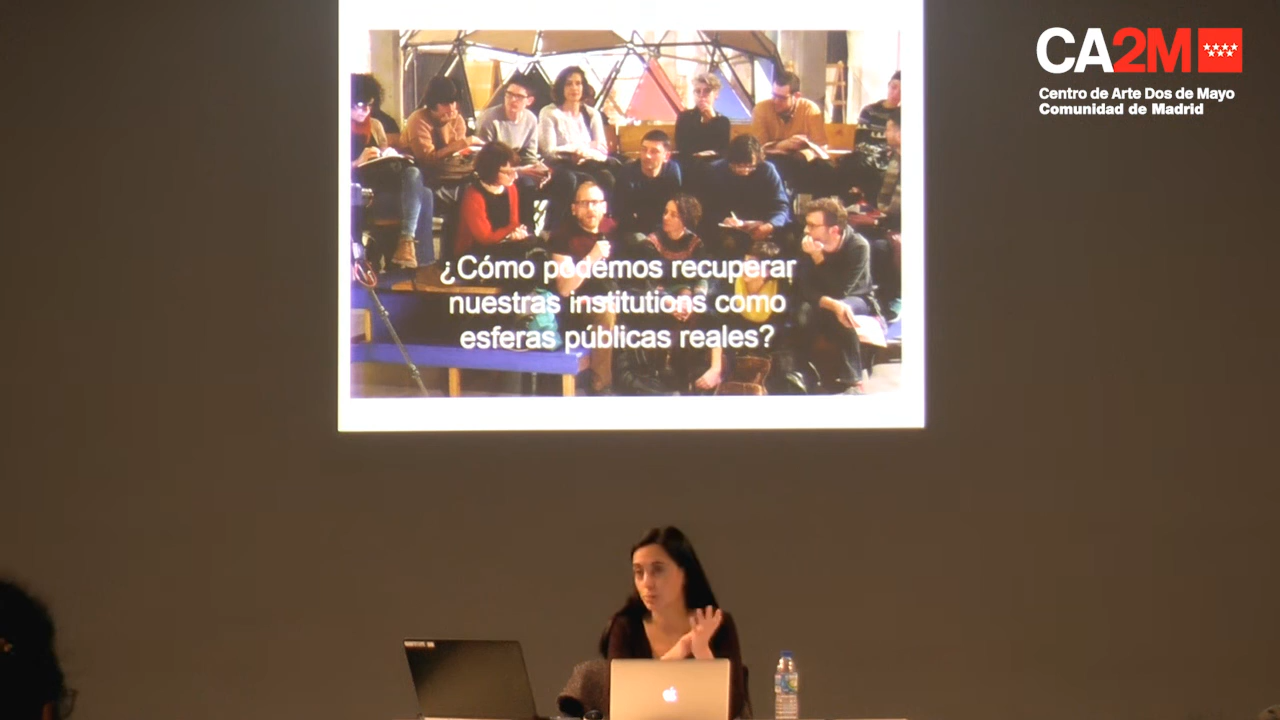 CA2M
Centro de Arte Dos de Mayo
Comunidad de Madrid
¿Cómo podemos recuperar
nuestras institutions como
esferas públicas reales?